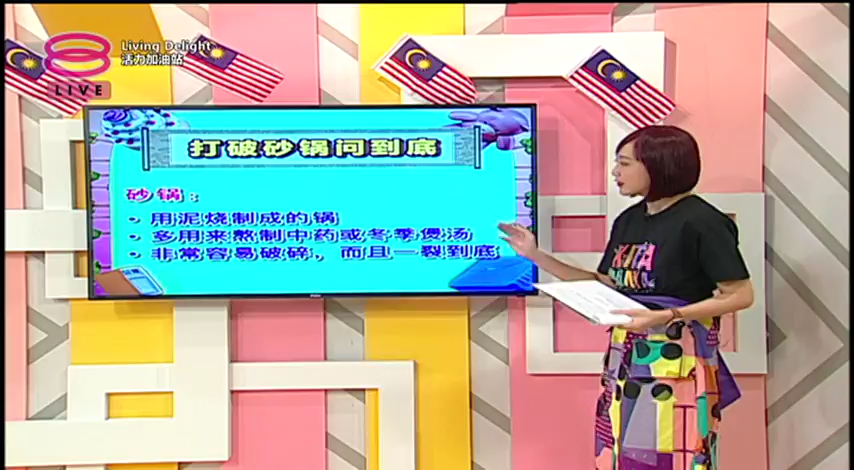 Living Delight
活力加油站
LIVE
打破砂锅问到底
砂锅：
• 用泥烧制成的锅
• 多用来熬制中药或冬季煲汤
• 非常容易破碎，而且一裂到底